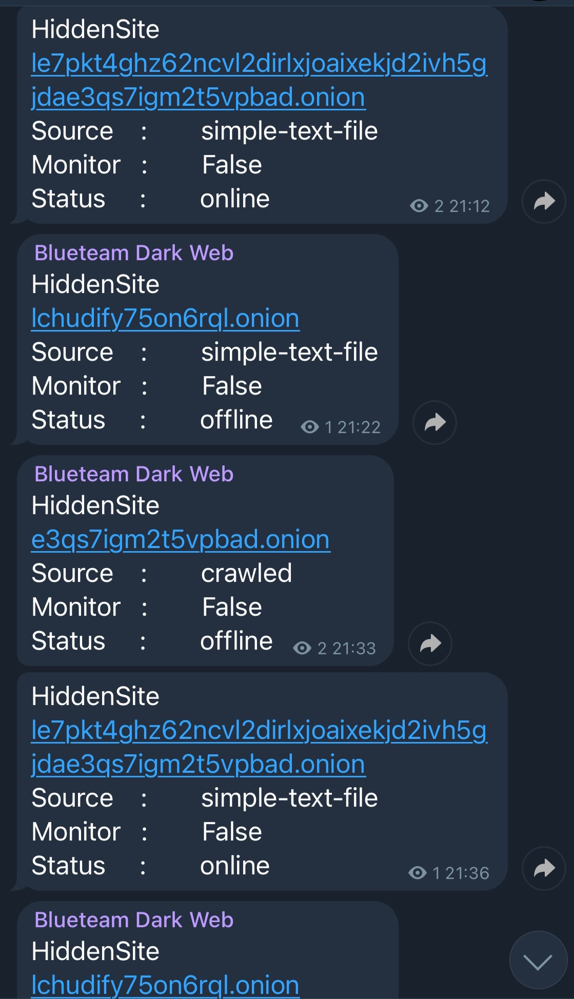 HiddenSite
le7pkt4ghz62ncvl2dirlxjoaixekjd2ivh5g
jdae3qs7igm2t5vpbad.onion
Source : simple-text-file
Monitor : False
Status : online
2 21:12
Blueteam Dark Web
HiddenSite
lchudify75on6rql.onion
Source : simple-text-file
Monitor : False
Status : offline
1 21:22
Blueteam Dark Web
HiddenSite
e3qs7igm2t5vpbad.onion
Source : crawled
Monitor : False
Status : offline
2 21:33
HiddenSite
le7pkt4ghz62ncvl2dirlxjoaixekjd2ivh5g
jdae3qs7igm2t5vpbad.onion
Source : simple-text-file
Monitor : False
Status : online
1 21:36
Blueteam Dark Web
HiddenSite
lchudify75on6rql.onion